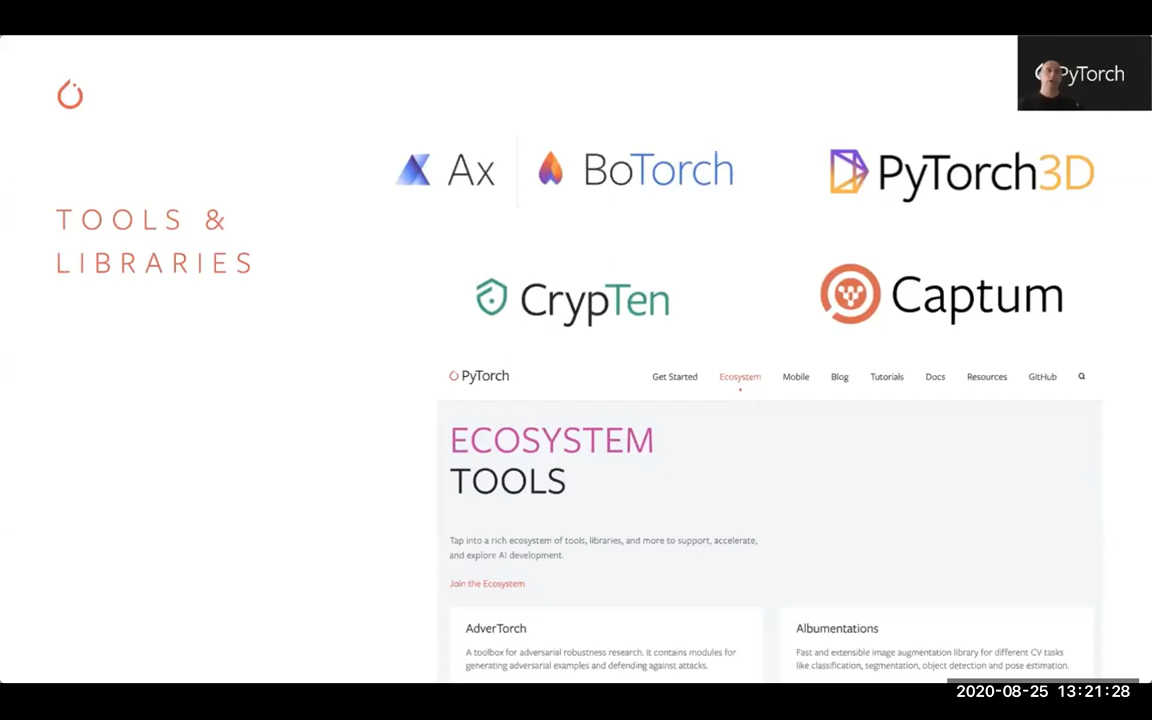 PyTorch
Ax
BoTorch
PyTorch3D
TOOLS &
LIBRARIES
CrypTen
Captum
PyTorch
Get Started Ecosystem Mobile Blog Tutorials Docs Resources GitHub
ECOSYSTEM
TOOLS
Tap into a rich ecosystem of tools, libraries, and more to support, accelerate,
and explore AI development.
Join the Ecosystem
AdverTorch
A toolbox for adversarial robustness research. It contains modules for
generating adversarial examples and defending against attacks.
Albumentations
Fast and extensible image augmentation library for different CV tasks
like classification, segmentation, object detection and pose estimation.
2020-08-25 13:21:28